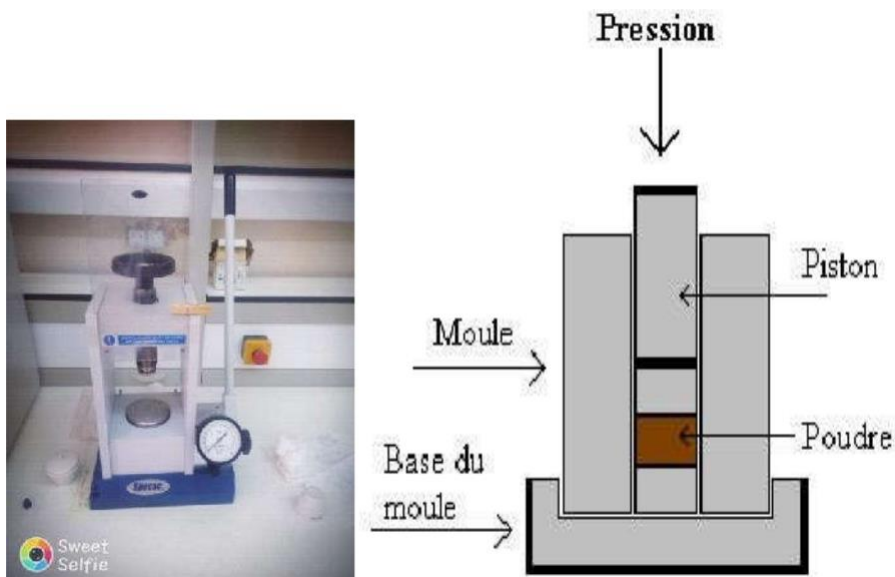 Pression
Piston
Moule
Poudre
Base du
moule
Specac
Sweet
Selfie